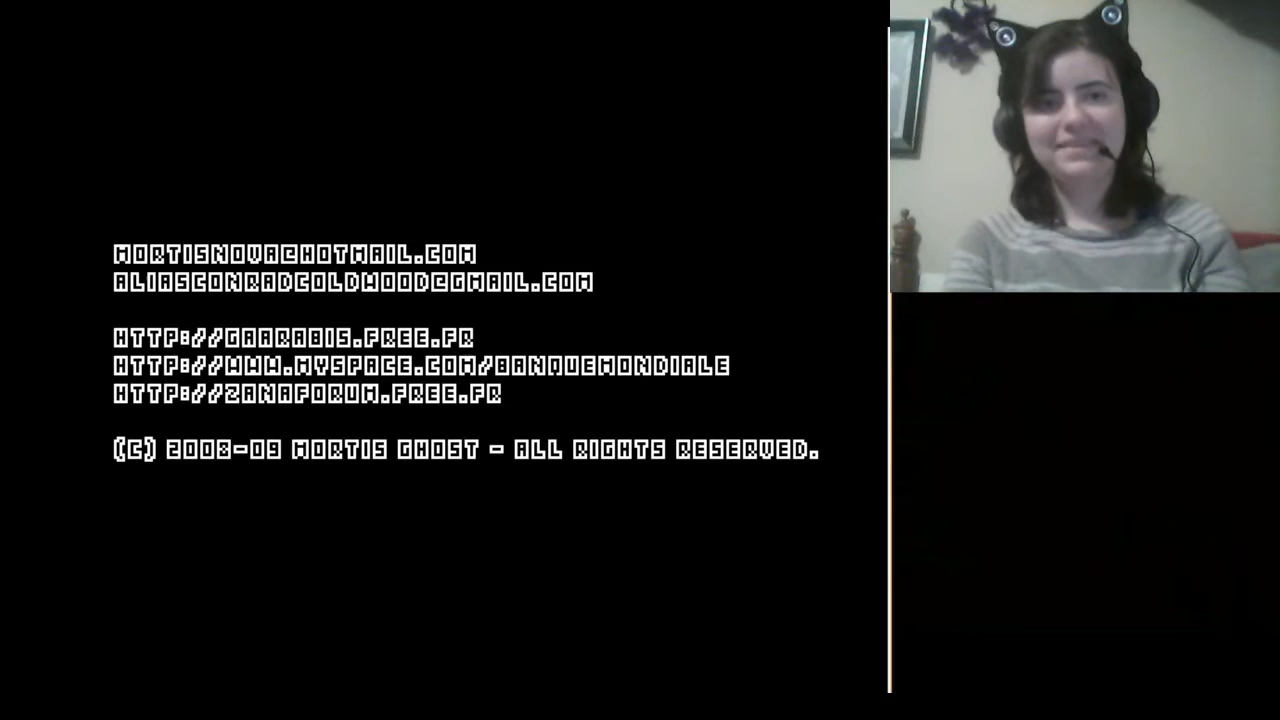 MORTISNOVA@HOTMAIL.COM
ALIASCONRADCOLDWOOD@GMAIL.COM
HTTP://GAARABIS.FREE.FR
HTTP://WWW.MYSPACE.COM/BANQUEMONDIALE
HTTP://ZANAFORUM.FREE.FR
(C) 2008-09 MORTIS GHOST - ALL RIGHTS RESERVED.